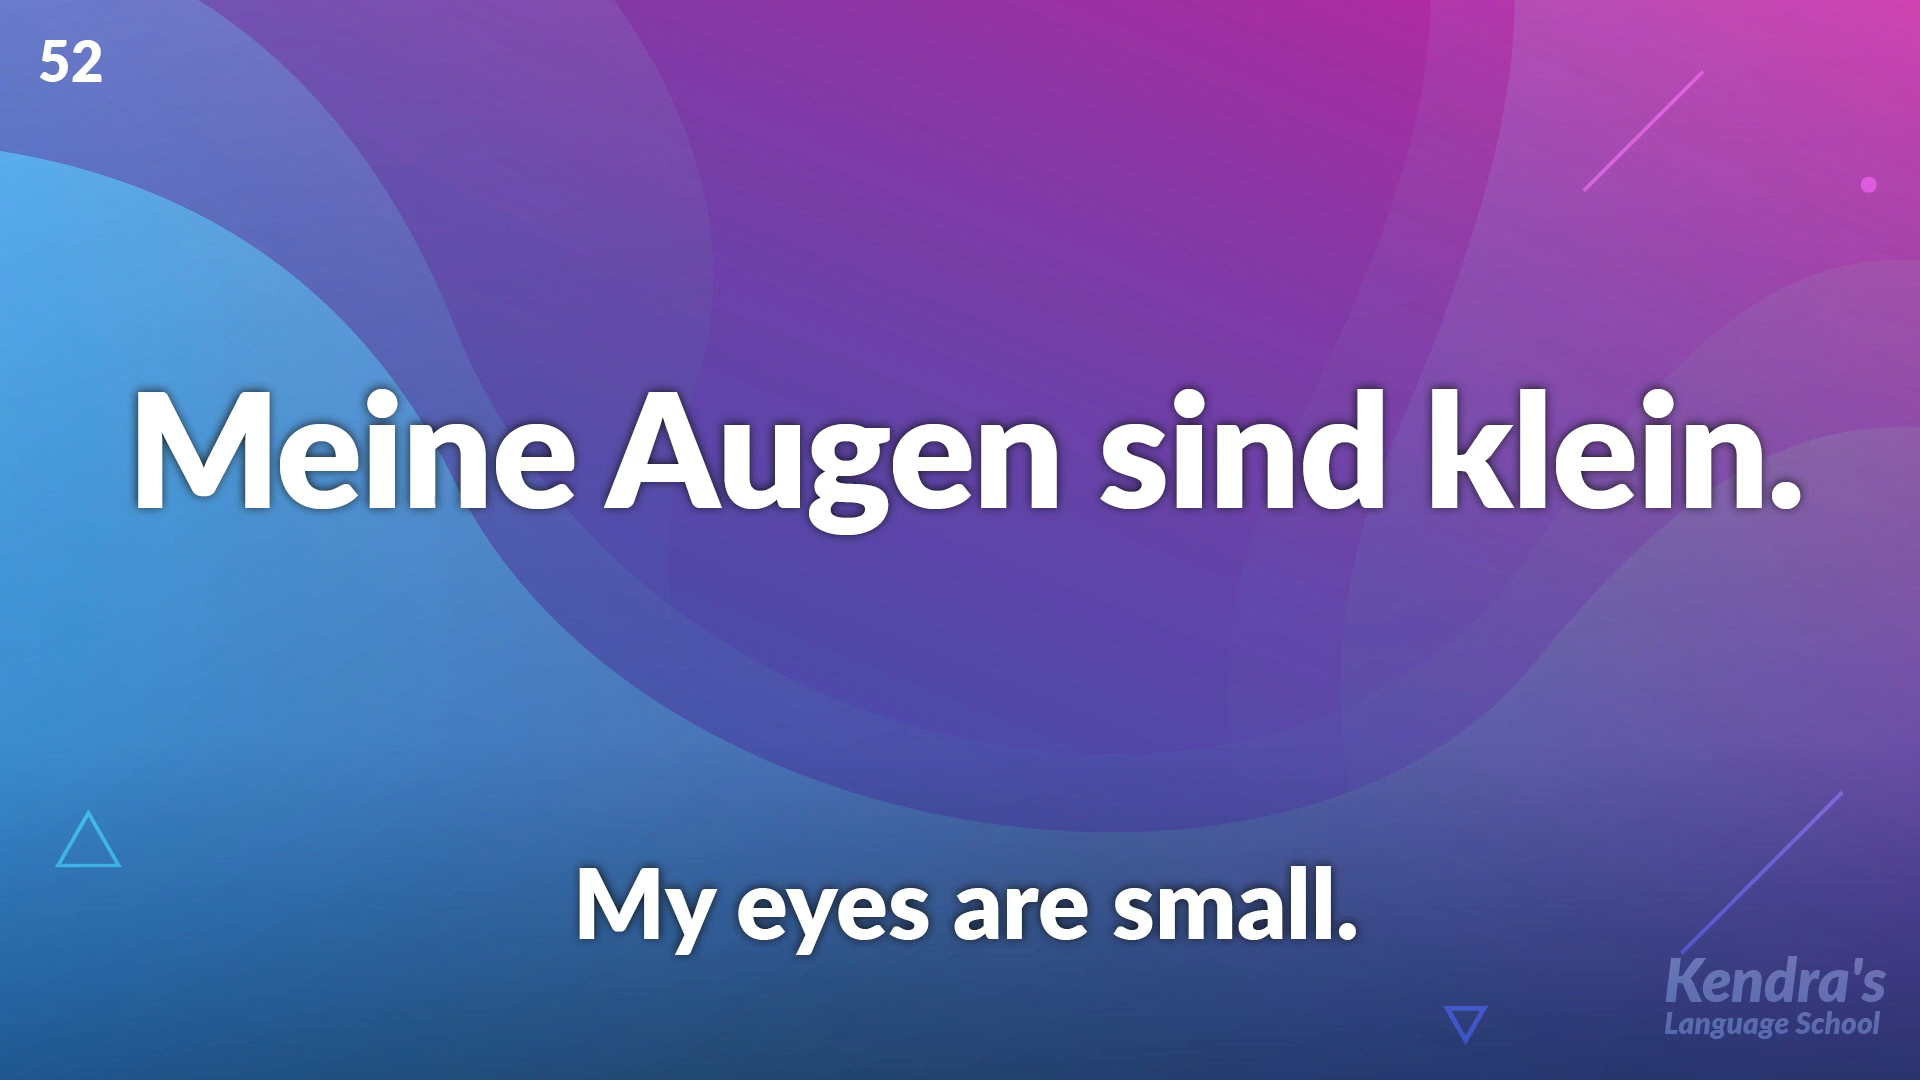 52
Meine Augen sind klein.
My eyes are small.
Kendra's
Language School